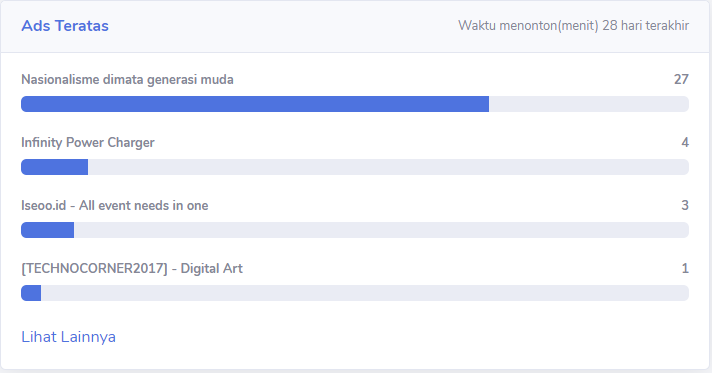 Ads Teratas
Waktu menonton(menit) 28 hari terakhir
Nasionalisme dimata generasi muda 27
Infinity Power Charger 4
Iseoo.id - All event needs in one 3
[TECHNOCORNER2017] - Digital Art 1
Lihat Lainnya